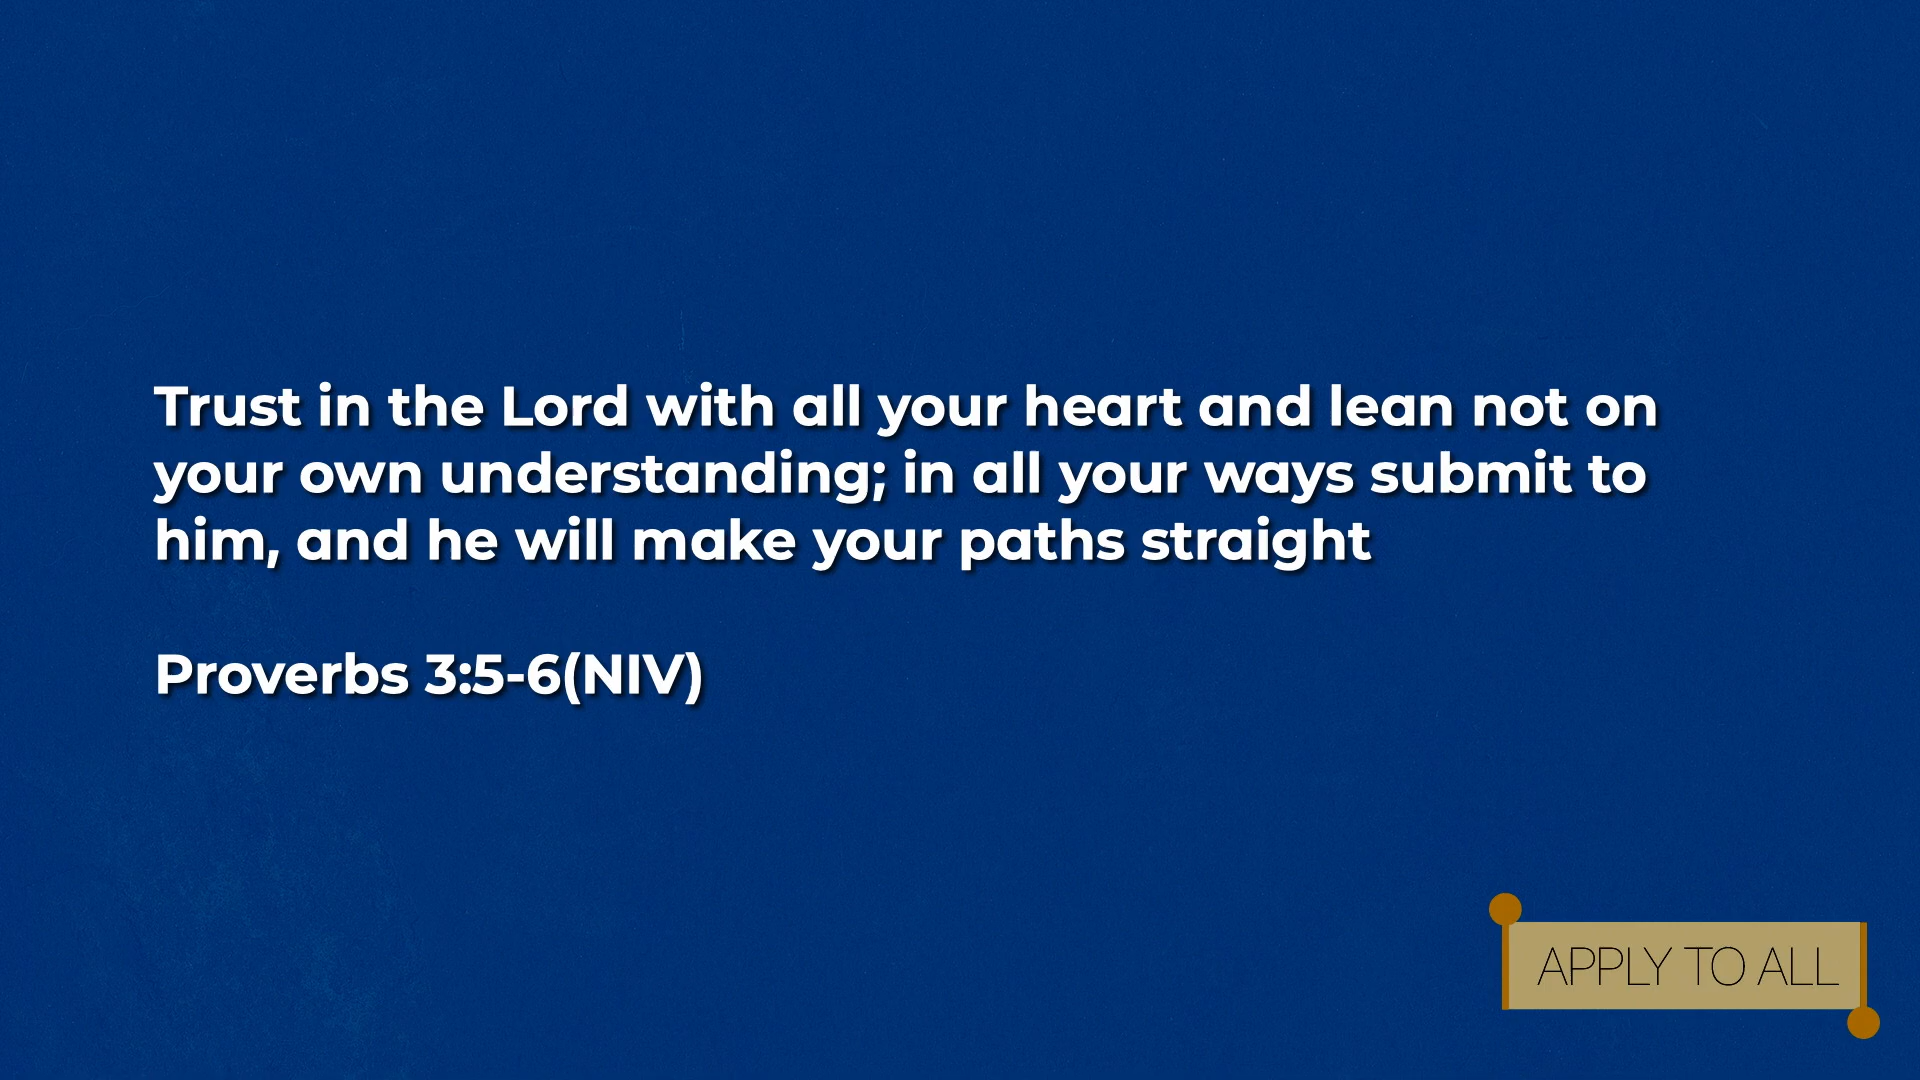 Trust in the Lord with all your heart and lean not on
your own understanding; in all your ways submit to
him, and he will make your paths straight
Proverbs 3:5-6(NIV)
APPLY TO ALL